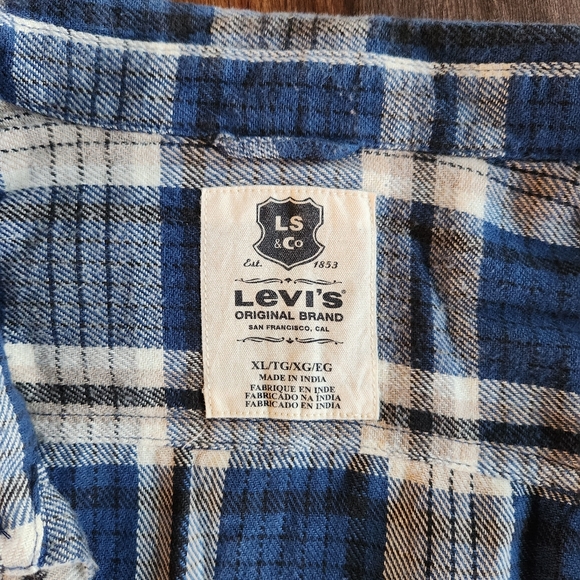 LS
& Co
Est. 1853
LEVI'S®
ORIGINAL BRAND
SAN FRANCISCO, CAL
XL/TG/XG/EG
MADE IN INDIA
FABRIQUE EN INDE
FABRICADO NA ÍNDIA
FABRICADO EN INDIA